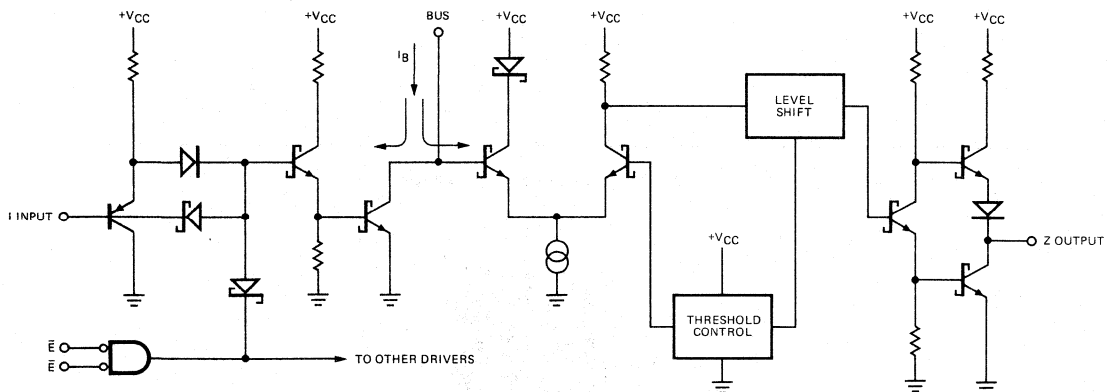 +VCC
+VCC
BUS
+VCC
+VCC
+VCC
+VCC
IB
LEVEL
SHIFT
I INPUT
Z OUTPUT
+VCC
THRESHOLD
CONTROL
E̅
E̅
TO OTHER DRIVERS